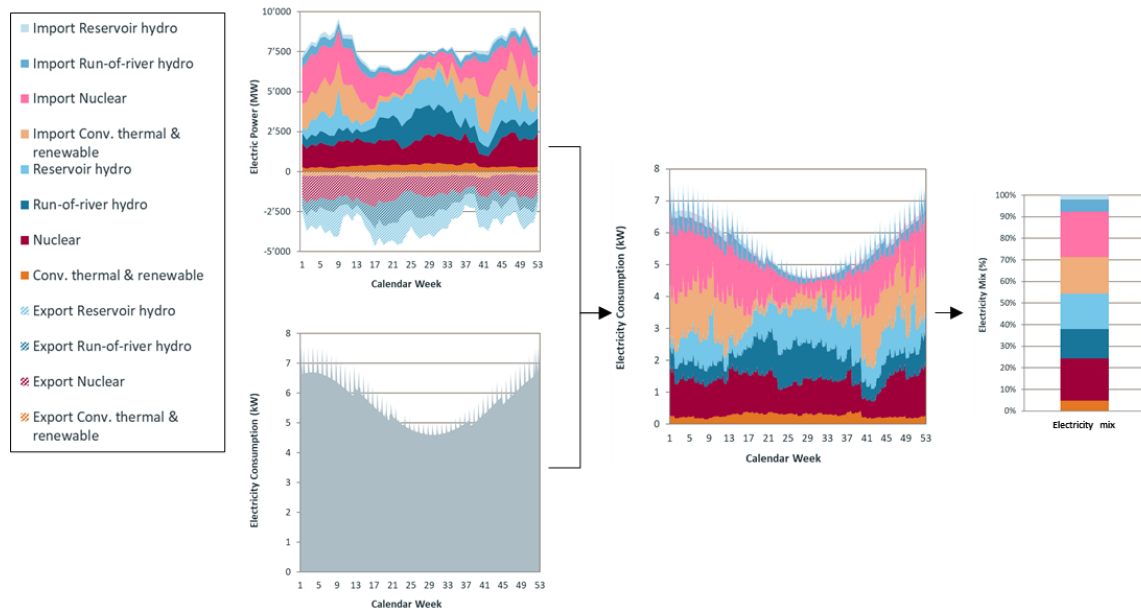 Import Reservoir hydro
Import Run-of-river hydro
Import Nuclear
Import Conv. thermal &
renewable
Reservoir hydro
Run-of-river hydro
Nuclear
Conv. thermal & renewable
Export Reservoir hydro
Export Run-of-river hydro
Export Nuclear
Export Conv. thermal &
renewable
Electric Power (MW)
10'000
7'500
5'000
2'500
0
-2'500
-5'000
1 5 9 13 17 21 25 29 33 37 41 45 49 53
Calendar Week
Electricity Consumption (kW)
8
7
6
5
4
3
2
1
0
1 5 9 13 17 21 25 29 33 37 41 45 49 53
Calendar Week
Electricity Consumption (kW)
8
7
6
5
4
3
2
1
0
1 5 9 13 17 21 25 29 33 37 41 45 49 53
Calendar Week
Electricity Mix (%)
100%
90%
80%
70%
60%
50%
40%
30%
20%
10%
0%
Electricity mix